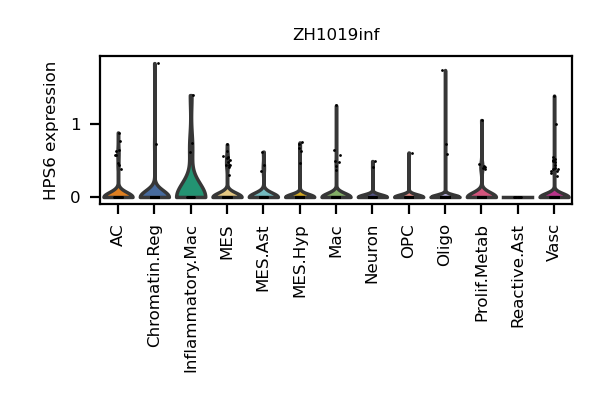 ZH1019inf
HPS6 expression
1
0
AC
Chromatin.Reg
Inflammatory.Mac
MES
MES.Ast
MES.Hyp
Mac
Neuron
OPC
Oligo
Prolif.Metab
Reactive.Ast
Vasc